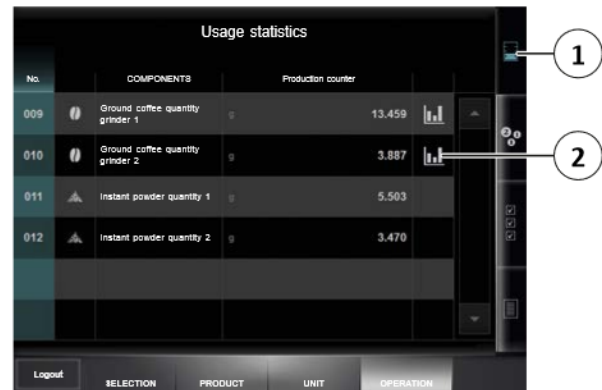 Usage statistics
1
No.
COMPONENTS
Production counter
009
Ground coffee quantity
grinder 1
g
13.459
010
Ground coffee quantity
grinder 2
g
3.887
2
011
Instant powder quantity 1
g
5.503
012
Instant powder quantity 2
g
3.470
Logout
SELECTION
PRODUCT
UNIT
OPERATION